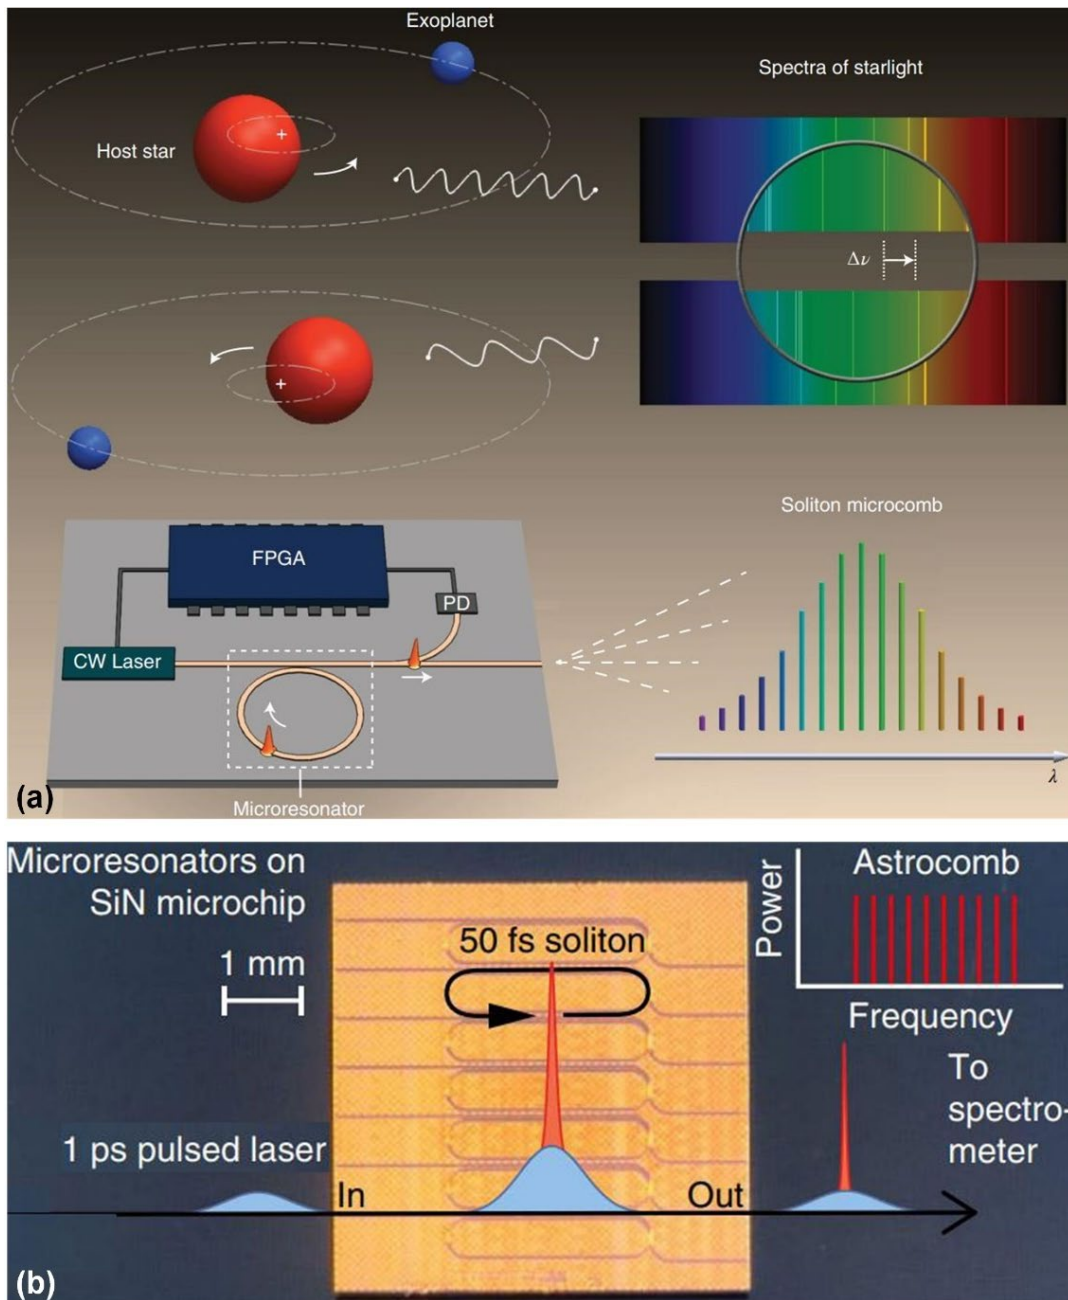 Exoplanet
Spectra of starlight
Host star
+
Δν
+
Soliton microcomb
FPGA
PD
CW Laser
λ
Microresonator
(a)
Microresonators on
SiN microchip
1 mm
50 fs soliton
Astrocomb
Power
Frequency
To
spectro-
meter
1 ps pulsed laser
In
Out
(b)